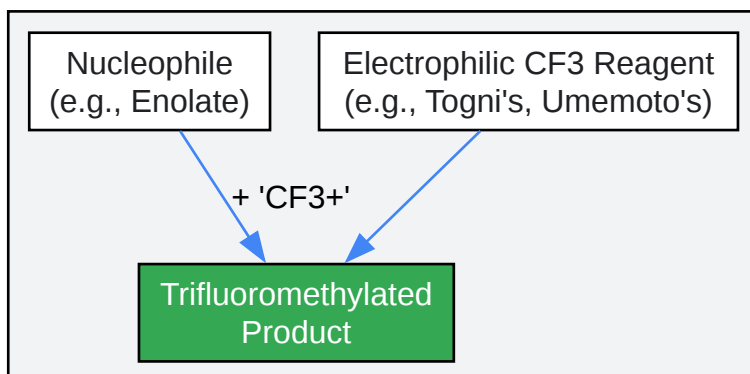 Nucleophile
(e.g., Enolate)
Electrophilic CF3 Reagent
(e.g., Togni's, Umemoto's)
+ 'CF3+'
Trifluoromethylated
Product